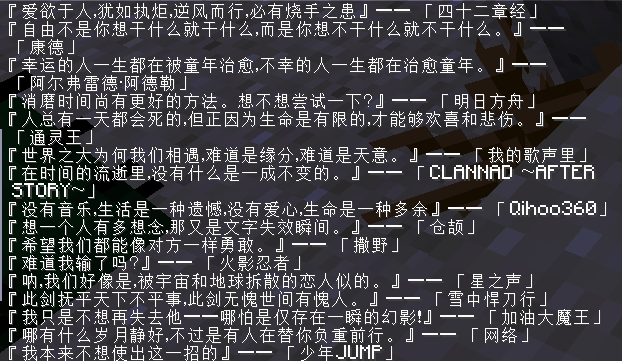 『爱欲于人,犹如执炬,逆风而行,必有烧手之患』——「四十二章经」
『自由不是你想干什么就干什么,而是你想不干什么就不干什么。』——
「康德」
『幸运的人一生都在被童年治愈,不幸的人一生都在治愈童年。』——
「阿尔弗雷德·阿德勒」
『消磨时间尚有更好的方法。想不想尝试一下?』——「明日方舟」
『人总有一天都会死的,但正因为生命是有限的,才能够欢喜和悲伤。』——
「通灵王」
『世界之大为何我们相遇,难道是缘分,难道是天意。』——「我的歌声里」
『在时间的流逝里,没有什么是一成不变的。』——「CLANNAD ~AFTER
STORY~」
『没有音乐,生活是一种遗憾,没有爱心,生命是一种多余』——「Qihoo360」
『想一个人有多想念,那又是文字失效瞬间。』——「仓颉」
『希望我们都能像对方一样勇敢。』——「撒野」
『难道我输了吗?』——「火影忍者」
『呐,我们好像是,被宇宙和地球拆散的恋人似的。』——「星之声」
『此剑抚平天下不平事,此剑无愧世间有愧人。』——「雪中悍刀行」
『我只是不想再失去他——哪怕是仅存在一瞬的幻影!』——「加油大魔王」
『哪有什么岁月静好,不过是有人在替你负重前行。』——「网络」
『我本来不想使出这一招的』——「少年JUMP」